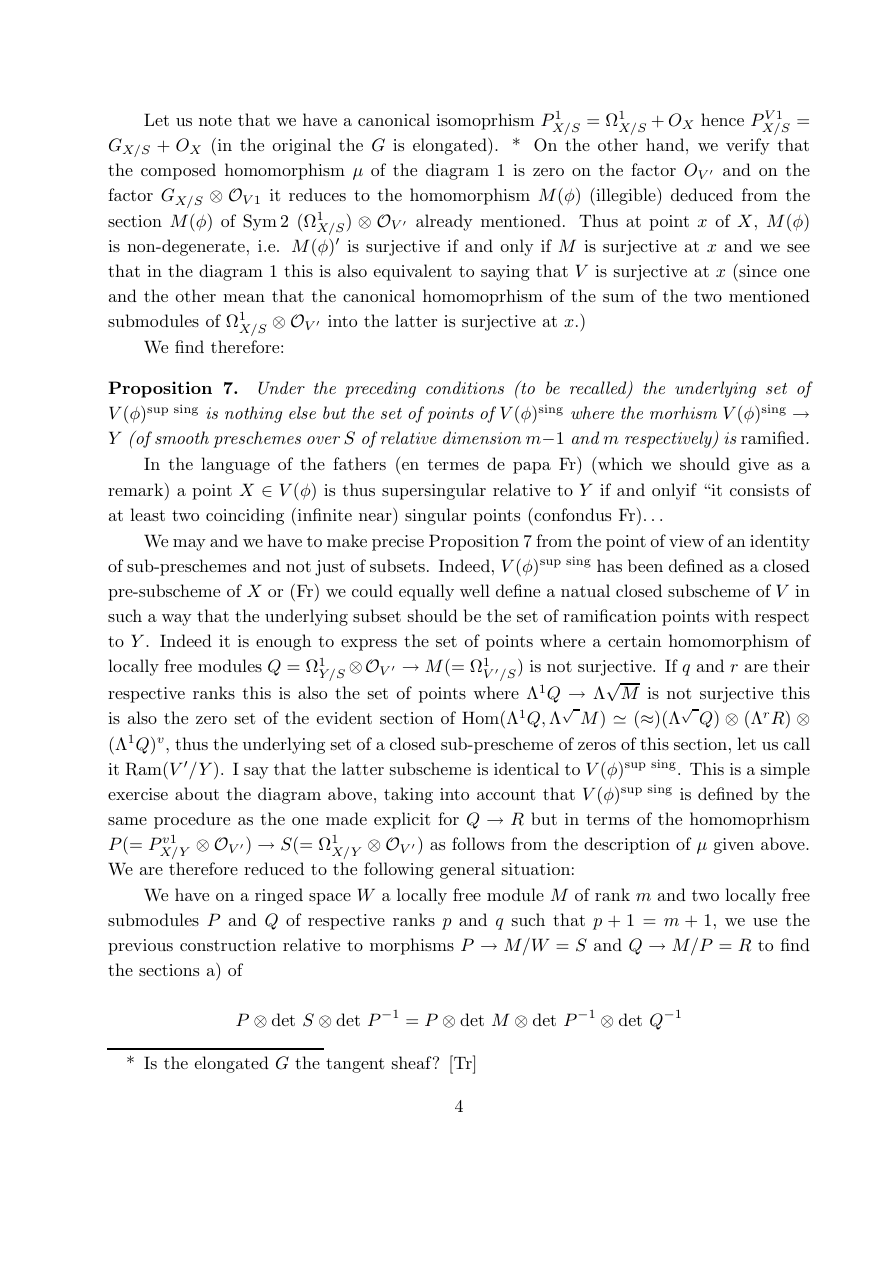 Let us note that we have a canonical isomoprhism P¹_{X/S} = Ω¹_{X/S} + O_X hence P^{V1}_{X/S} =
G_{X/S} + O_X (in the original the G is elongated). * On the other hand, we verify that
the composed homomorphism μ of the diagram 1 is zero on the factor O_{V′} and on the
factor G_{X/S} ⊗ 𝒪_{V1} it reduces to the homomorphism M(ϕ) (illegible) deduced from the
section M(ϕ) of Sym 2 (Ω¹_{X/S}) ⊗ 𝒪_{V′} already mentioned. Thus at point x of X, M(ϕ)
is non-degenerate, i.e. M(ϕ)′ is surjective if and only if M is surjective at x and we see
that in the diagram 1 this is also equivalent to saying that V is surjective at x (since one
and the other mean that the canonical homomoprhism of the sum of the two mentioned
submodules of Ω¹_{X/S} ⊗ 𝒪_{V′} into the latter is surjective at x.)
We find therefore:
Proposition 7. Under the preceding conditions (to be recalled) the underlying set of
V(ϕ)^{sup sing} is nothing else but the set of points of V(ϕ)^{sing} where the morhism V(ϕ)^{sing} →
Y (of smooth preschemes over S of relative dimension m−1 and m respectively) is ramified.
In the language of the fathers (en termes de papa Fr) (which we should give as a
remark) a point X ∈ V(ϕ) is thus supersingular relative to Y if and onlyif “it consists of
at least two coinciding (infinite near) singular points (confondus Fr). . .
We may and we have to make precise Proposition 7 from the point of view of an identity
of sub-preschemes and not just of subsets. Indeed, V(ϕ)^{sup sing} has been defined as a closed
pre-subscheme of X or (Fr) we could equally well define a natual closed subscheme of V in
such a way that the underlying subset should be the set of ramification points with respect
to Y. Indeed it is enough to express the set of points where a certain homomorphism of
locally free modules Q = Ω¹_{Y/S} ⊗ 𝒪_{V′} → M(= Ω¹_{V′/S}) is not surjective. If q and r are their
respective ranks this is also the set of points where Λ¹Q → Λ√M is not surjective this
is also the zero set of the evident section of Hom(Λ¹Q, Λ^{√}M) ≃ (≈)(Λ^{√}Q) ⊗ (Λ^r R) ⊗
(Λ¹Q)^v, thus the underlying set of a closed sub-prescheme of zeros of this section, let us call
it Ram(V′/Y). I say that the latter subscheme is identical to V(ϕ)^{sup sing}. This is a simple
exercise about the diagram above, taking into account that V(ϕ)^{sup sing} is defined by the
same procedure as the one made explicit for Q → R but in terms of the homomoprhism
P(= P^{v1}_{X/Y} ⊗ 𝒪_{V′}) → S(= Ω¹_{X/Y} ⊗ 𝒪_{V′}) as follows from the description of μ given above.
We are therefore reduced to the following general situation:
We have on a ringed space W a locally free module M of rank m and two locally free
submodules P and Q of respective ranks p and q such that p + 1 = m + 1, we use the
previous construction relative to morphisms P → M/W = S and Q → M/P = R to find
the sections a) of
P ⊗ det S ⊗ det P^{−1} = P ⊗ det M ⊗ det P^{−1} ⊗ det Q^{−1}
* Is the elongated G the tangent sheaf? [Tr]
4